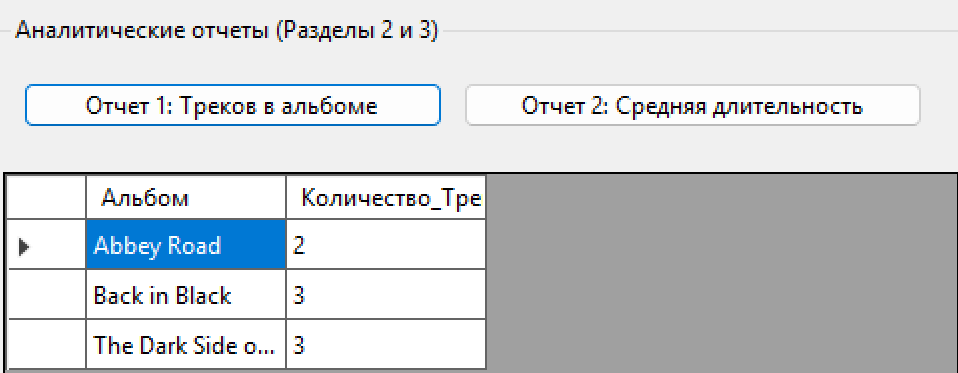 Аналитические отчеты (Разделы 2 и 3)
Отчет 1: Треков в альбоме Отчет 2: Средняя длительность
Альбом Количество_Тре
Abbey Road 2
Back in Black 3
The Dark Side o... 3